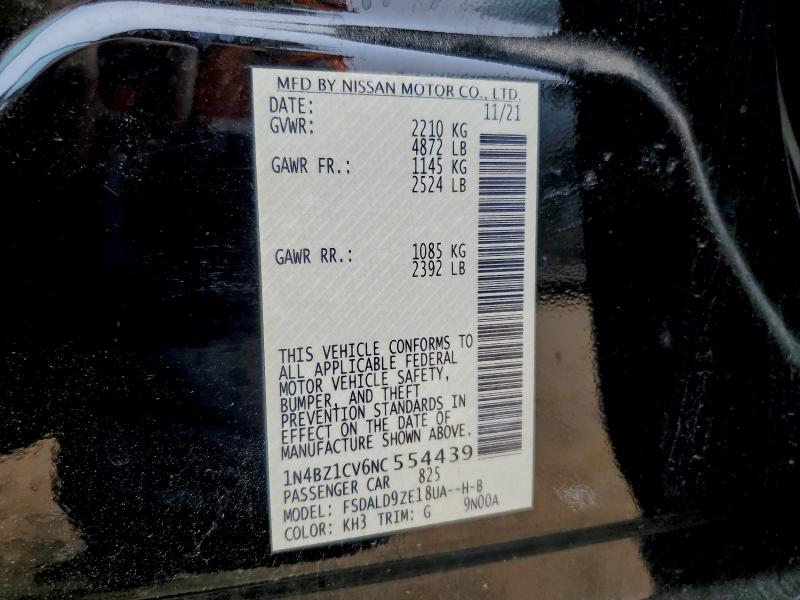 MFD BY NISSAN MOTOR CO., LTD.
DATE: 11/21
GVWR: 2210 KG
4872 LB
GAWR FR.: 1145 KG
2524 LB
GAWR RR.: 1085 KG
2392 LB
THIS VEHICLE CONFORMS TO
ALL APPLICABLE FEDERAL
MOTOR VEHICLE SAFETY,
BUMPER, AND THEFT
PREVENTION STANDARDS IN
EFFECT ON THE DATE OF
MANUFACTURE SHOWN ABOVE.
1N4BZ1CV6NC 554439
PASSENGER CAR 825
MODEL: FSDALD9ZE18UA--H-B
COLOR: KH3 TRIM: G 9N00A